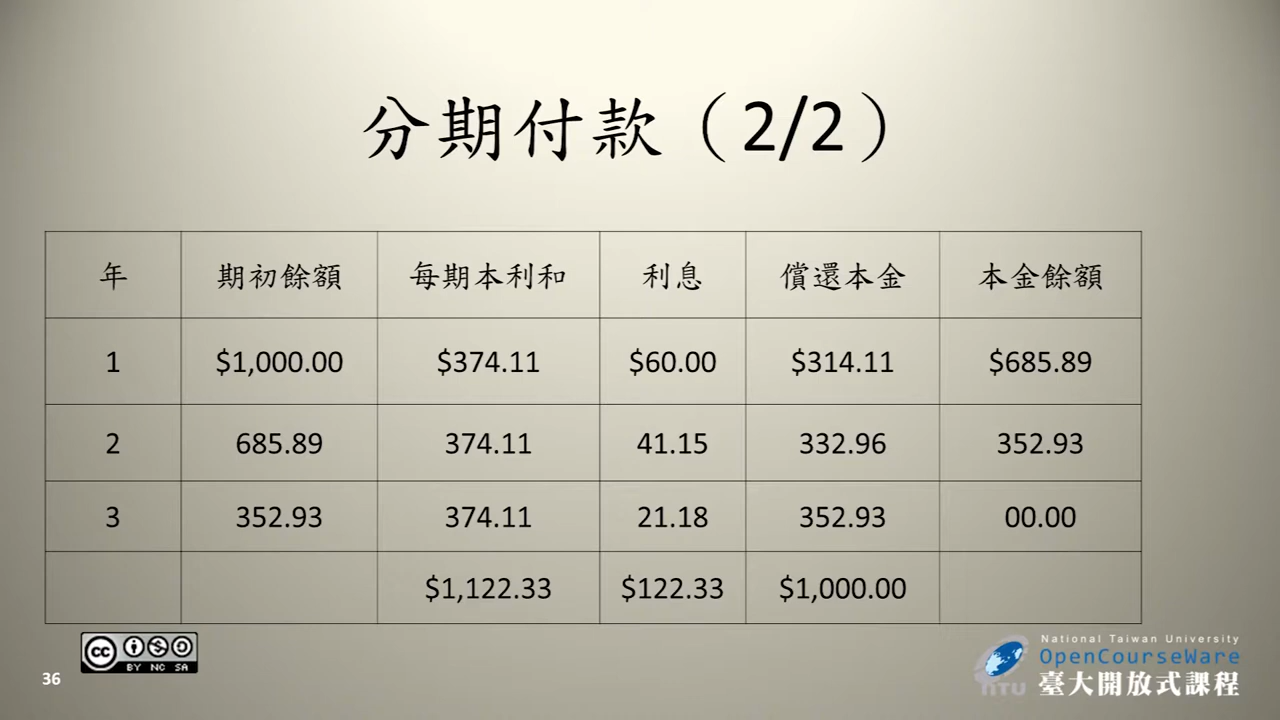 分期付款（2/2）
年 期初餘額 每期本利和 利息 償還本金 本金餘額
1 $1,000.00 $374.11 $60.00 $314.11 $685.89
2 685.89 374.11 41.15 332.96 352.93
3 352.93 374.11 21.18 352.93 00.00
$1,122.33 $122.33 $1,000.00
cc BY NC SA
36
NTU
National Taiwan University
OpenCourseWare
臺大開放式課程